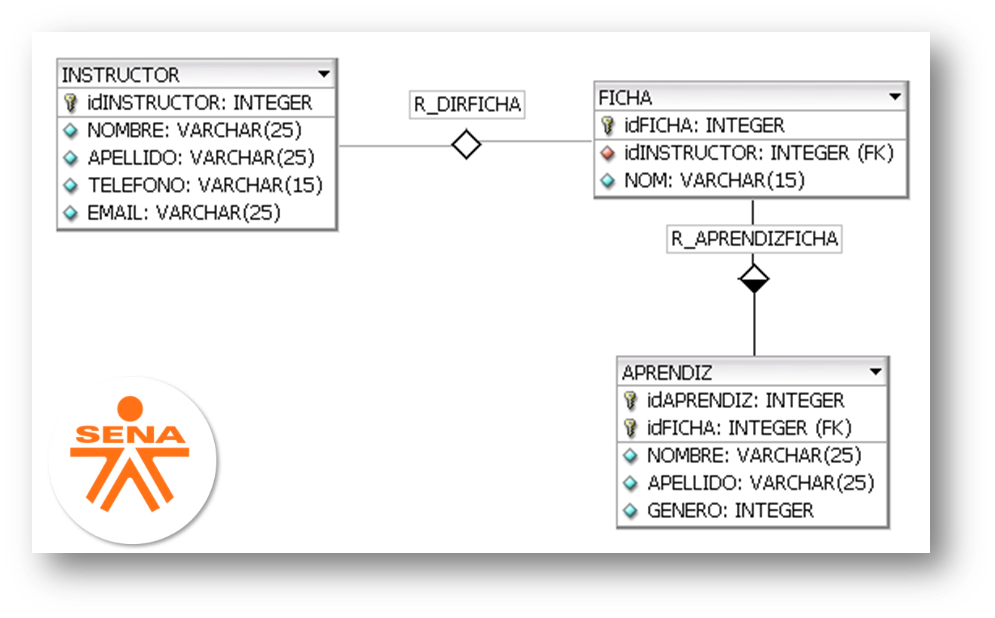 INSTRUCTOR
idINSTRUCTOR: INTEGER
NOMBRE: VARCHAR(25)
APELLIDO: VARCHAR(25)
TELEFONO: VARCHAR(15)
EMAIL: VARCHAR(25)
R_DIRFICHA
FICHA
idFICHA: INTEGER
idINSTRUCTOR: INTEGER (FK)
NOM: VARCHAR(15)
R_APRENDIZFICHA
APRENDIZ
idAPRENDIZ: INTEGER
idFICHA: INTEGER (FK)
NOMBRE: VARCHAR(25)
APELLIDO: VARCHAR(25)
GENERO: INTEGER
SENA